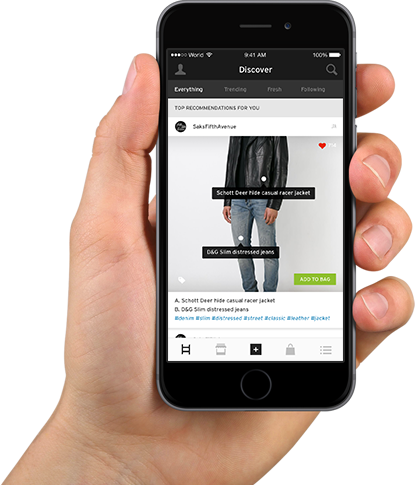 World 9:41 AM 100%
Discover
Everything Trending Fresh Following
TOP RECOMMENDATIONS FOR YOU
SaksFifthAvenue
Schott Deer hide casual racer jacket
D&G Slim distressed jeans
ADD TO BAG
A. Schott Deer hide casual racer jacket
B. D&G Slim distressed jeans
#denim #slim #distressed #street #classic #leather #jacket